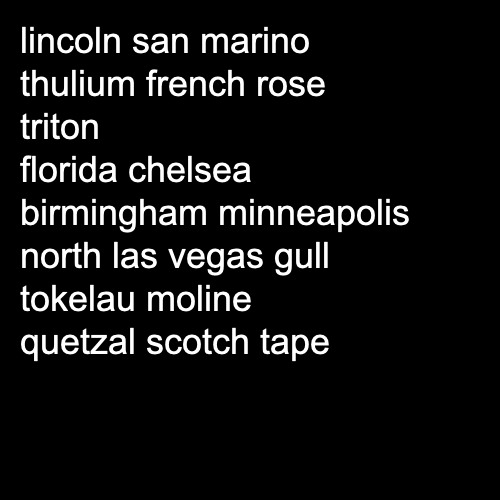 lincoln san marino
thulium french rose
triton
florida chelsea
birmingham minneapolis
north las vegas gull
tokelau moline
quetzal scotch tape